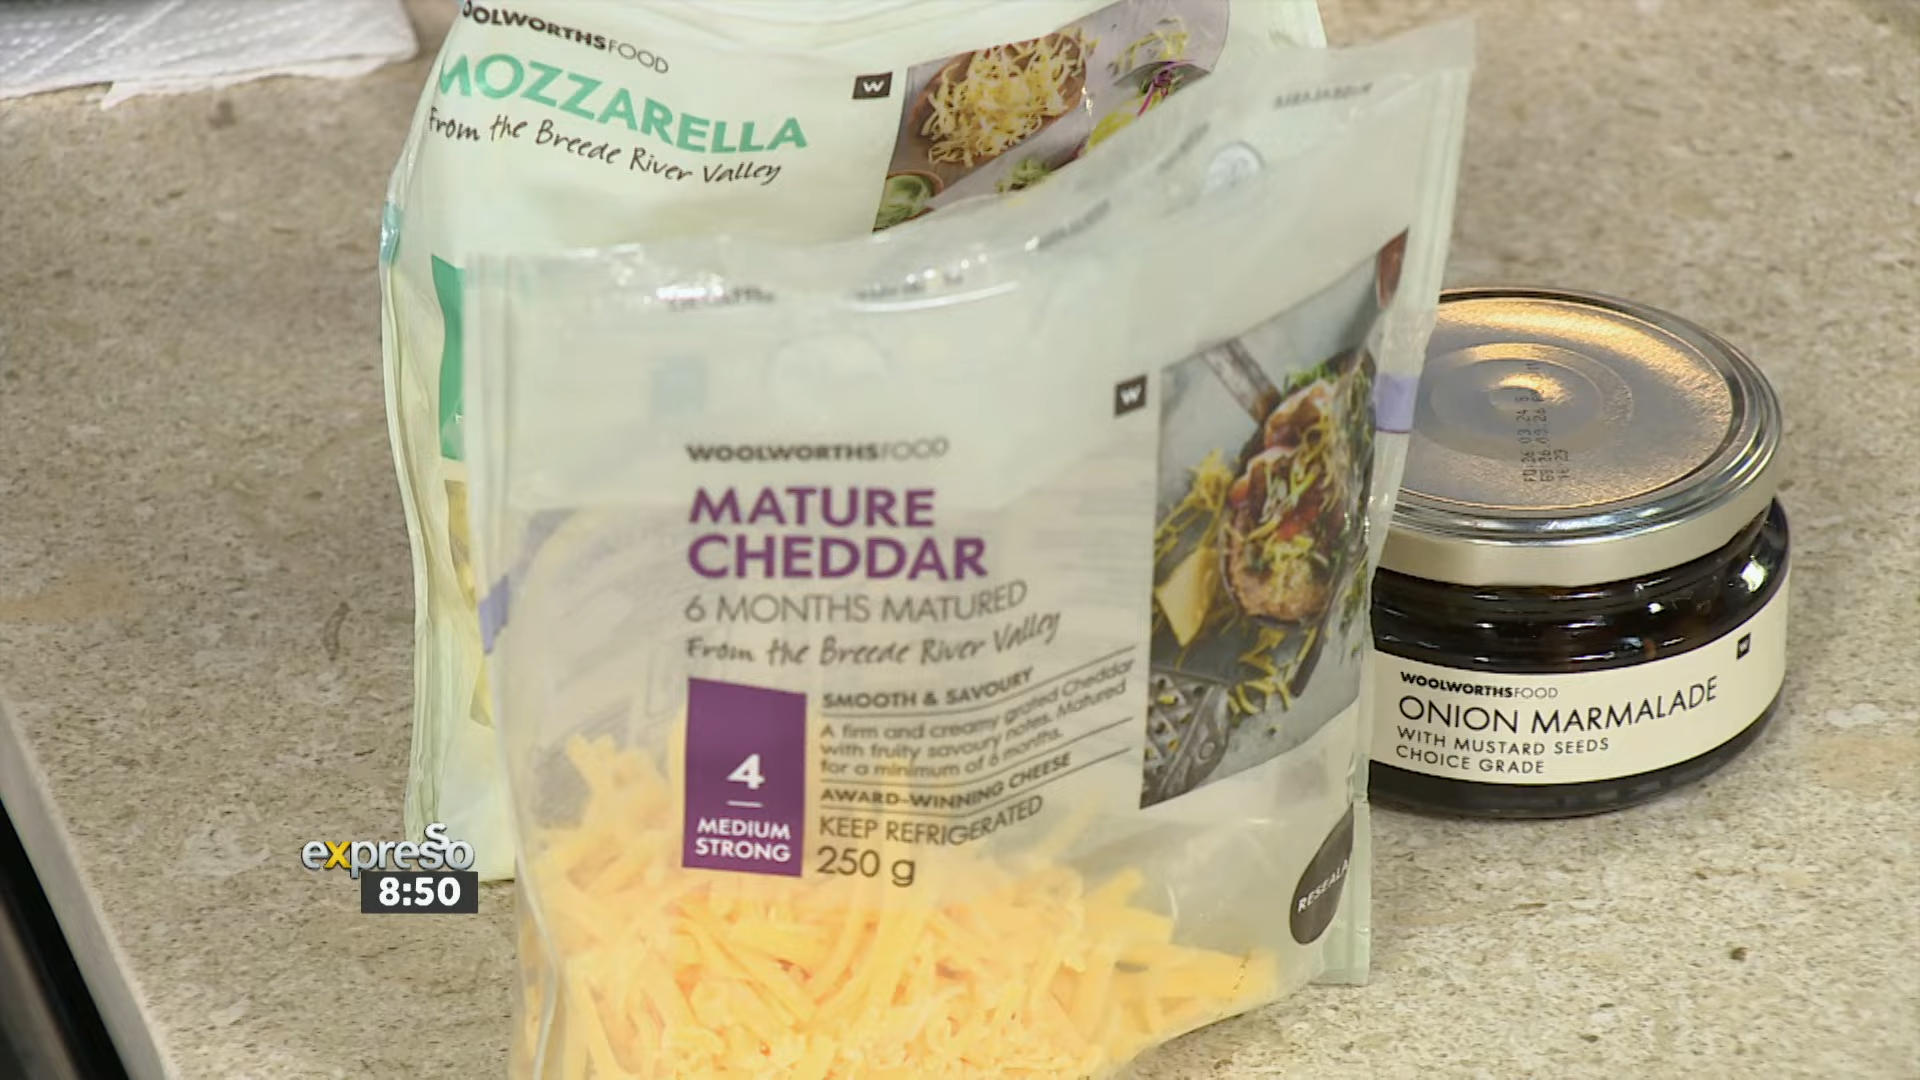 OOLWORTHSFOOD
MOZZARELLA
From the Breede River Valley
W
W
WOOLWORTHSFOOD
MATURE
CHEDDAR
6 MONTHS MATURED
From the Breede River Valley
4
MEDIUM
STRONG
SMOOTH & SAVOURY
A firm and creamy grated Cheddar
with fruity savoury notes. Matured
for a minimum of 6 months.
AWARD-WINNING CHEESE
KEEP REFRIGERATED
250 g
RESEALA
W
WOOLWORTHSFOOD
ONION MARMALADE
WITH MUSTARD SEEDS
CHOICE GRADE
expresso
8:50